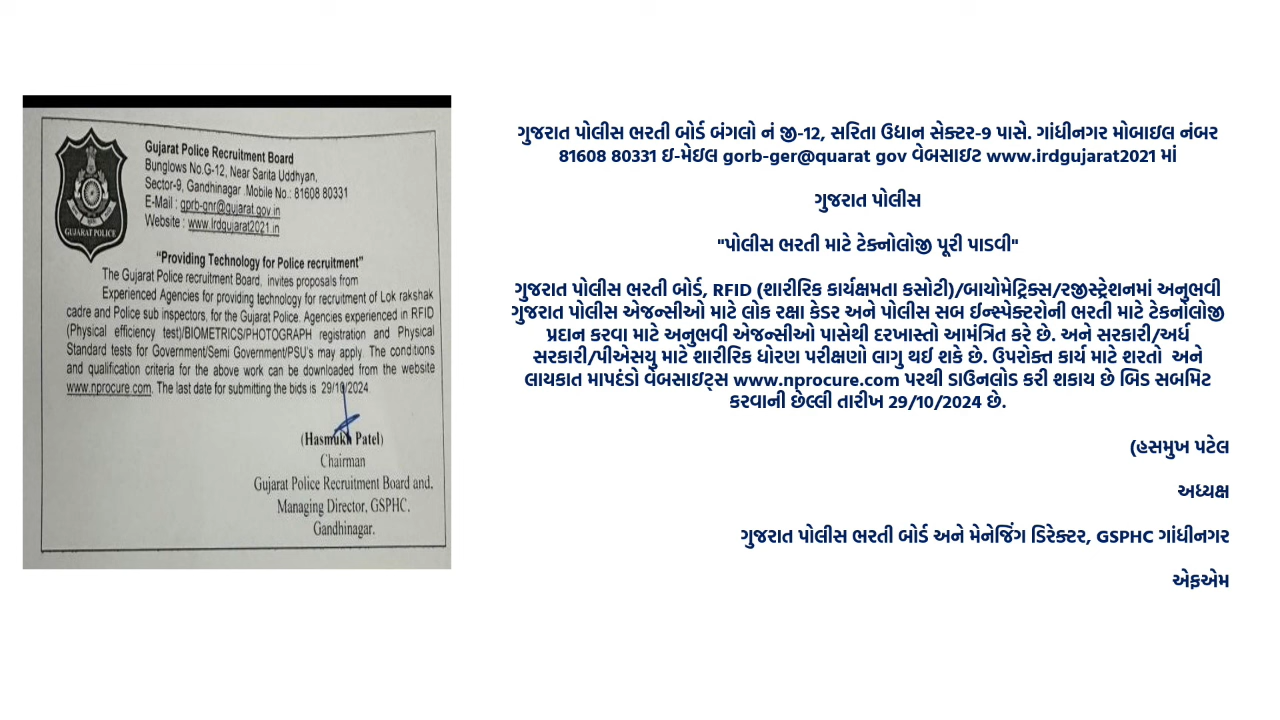 Gujarat Police Recruitment Board
Bunglows No.G-12, Near Sarita Uddhyan,
Sector-9, Gandhinagar .Mobile No.: 81608 80331
E-Mail : gprb-gnr@gujarat.gov.in
Website : www.lrdgujarat2021.in
GUJARAT POLICE
“Providing Technology for Police recruitment”
The Gujarat Police recruitment Board, invites proposals from
Experienced Agencies for providing technology for recruitment of Lok rakshak
cadre and Police sub inspectors, for the Gujarat Police. Agencies experienced in RFID
(Physical efficiency test)/BIOMETRICS/PHOTOGRAPH registration and Physical
Standard tests for Government/Semi Government/PSU's may apply. The conditions
and qualification criteria for the above work can be downloaded from the website
www.nprocure.com. The last date for submitting the bids is 29/10/2024
(Hasmukh Patel)
Chairman
Gujarat Police Recruitment Board and,
Managing Director, GSPHC,
Gandhinagar.
ગુજરાત પોલીસ ભરતી બોર્ડ બંગલો નં જી-12, સરિતા ઉદ્યાન સેક્ટર-9 પાસે. ગાંધીનગર મોબાઇલ નંબર
81608 80331 ઇ-મેઇલ gorb-ger@quarat gov વેબસાઇટ www.irdgujarat2021 માં
ગુજરાત પોલીસ
"પોલીસ ભરતી માટે ટેક્નોલોજી પૂરી પાડવી"
ગુજરાત પોલીસ ભરતી બોર્ડ, RFID (શારીરિક કાર્યક્ષમતા કસોટી)/બાયોમેટ્રિક્સ/રજીસ્ટ્રેશનમાં અનુભવી
ગુજરાત પોલીસ એજન્સીઓ માટે લોક રક્ષા કેડર અને પોલીસ સબ ઈન્સ્પેક્ટરોની ભરતી માટે ટેકનોલોજી
પ્રદાન કરવા માટે અનુભવી એજન્સીઓ પાસેથી દરખાસ્તો આમંત્રિત કરે છે. અને સરકારી/અર્ધ
સરકારી/પીએસયુ માટે શારીરિક ધોરણ પરીક્ષણો લાગુ થઈ શકે છે. ઉપરોક્ત કાર્ય માટે શરતો અને
લાયકાત માપદંડો વેબસાઇટ્સ www.nprocure.com પરથી ડાઉનલોડ કરી શકાય છે બિડ સબમિટ
કરવાની છેલ્લી તારીખ 29/10/2024 છે.
(હસમુખ પટેલ
અધ્યક્ષ
ગુજરાત પોલીસ ભરતી બોર્ડ અને મેનેજિંગ ડિરેક્ટર, GSPHC ગાંધીનગર
એફએમ